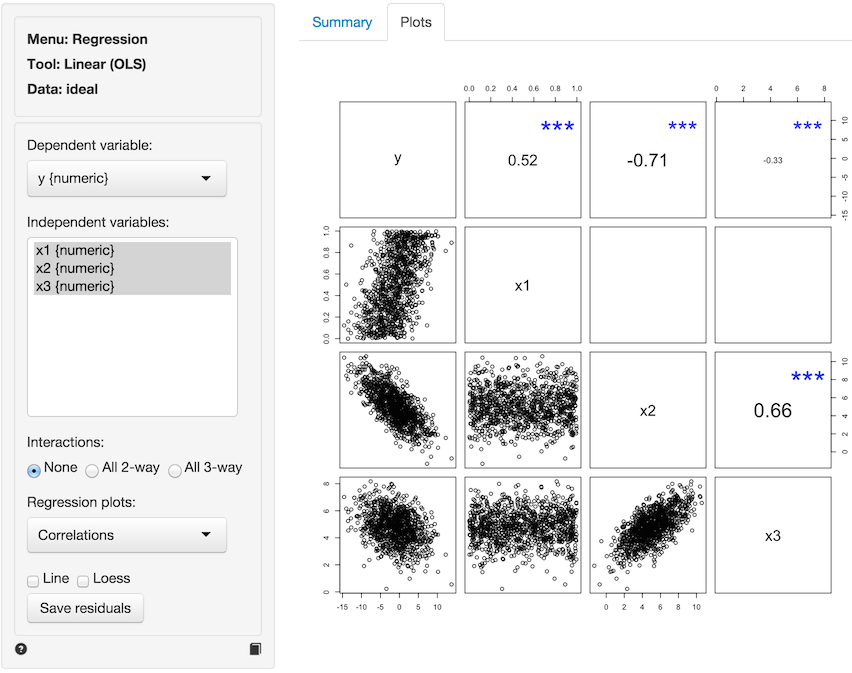 Summary Plots
Menu: Regression
Tool: Linear (OLS)
Data: ideal
Dependent variable:
y {numeric}
Independent variables:
x1 {numeric}
x2 {numeric}
x3 {numeric}
Interactions:
None All 2-way All 3-way
Regression plots:
Correlations
Line Loess
Save residuals
?
0.0 0.2 0.4 0.6 0.8 1.0
0 2 4 6 8
y
***
0.52
***
-0.71
***
-0.33
-15 -10 -5 0 5 10
0.0 0.2 0.4 0.6 0.8 1.0
x1
x2
***
0.66
0 2 4 6 8 10
0 2 4 6 8
x3
-15 -10 -5 0 5 10
0 2 4 6 8 10